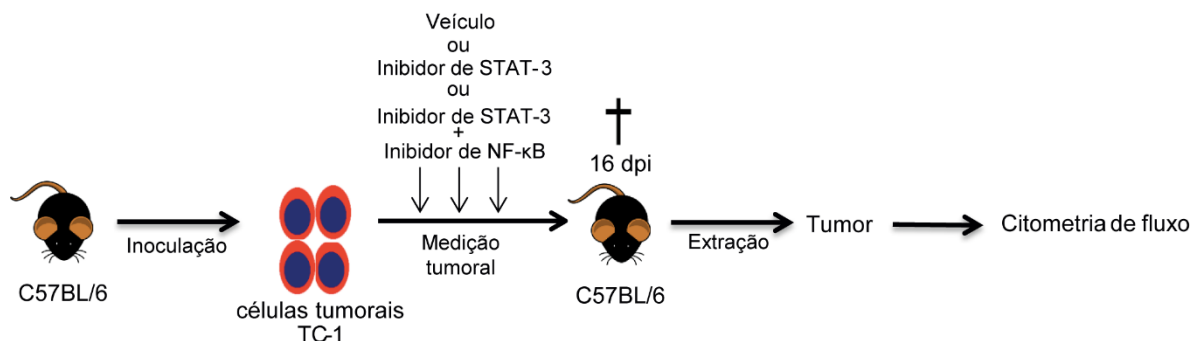 Veículo
ou
Inibidor de STAT-3
ou
Inibidor de STAT-3
+
Inibidor de NF-κB
16 dpi
Inoculação
Medição
tumoral
Extração
Tumor
Citometria de fluxo
C57BL/6
células tumorais
TC-1
C57BL/6